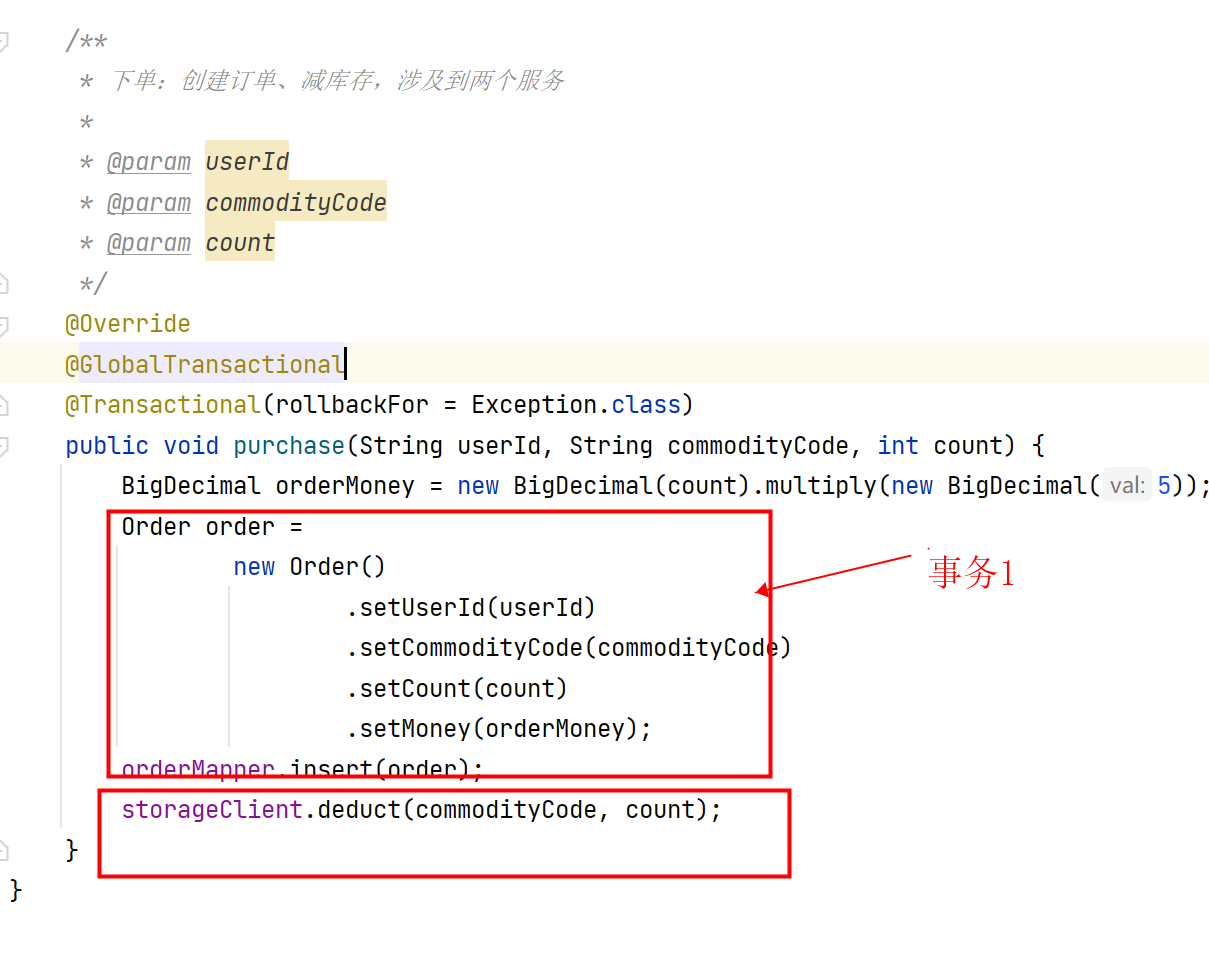 /**
* 下单：创建订单、减库存，涉及到两个服务
*
* @param userId
* @param commodityCode
* @param count
*/
@Override
@GlobalTransactional
@Transactional(rollbackFor = Exception.class)
public void purchase(String userId, String commodityCode, int count) {
BigDecimal orderMoney = new BigDecimal(count).multiply(new BigDecimal( val: 5));
Order order =
new Order()
事务1
.setUserId(userId)
.setCommodityCode(commodityCode)
.setCount(count)
.setMoney(orderMoney);
orderMapper.insert(order);
storageClient.deduct(commodityCode, count);
}
}